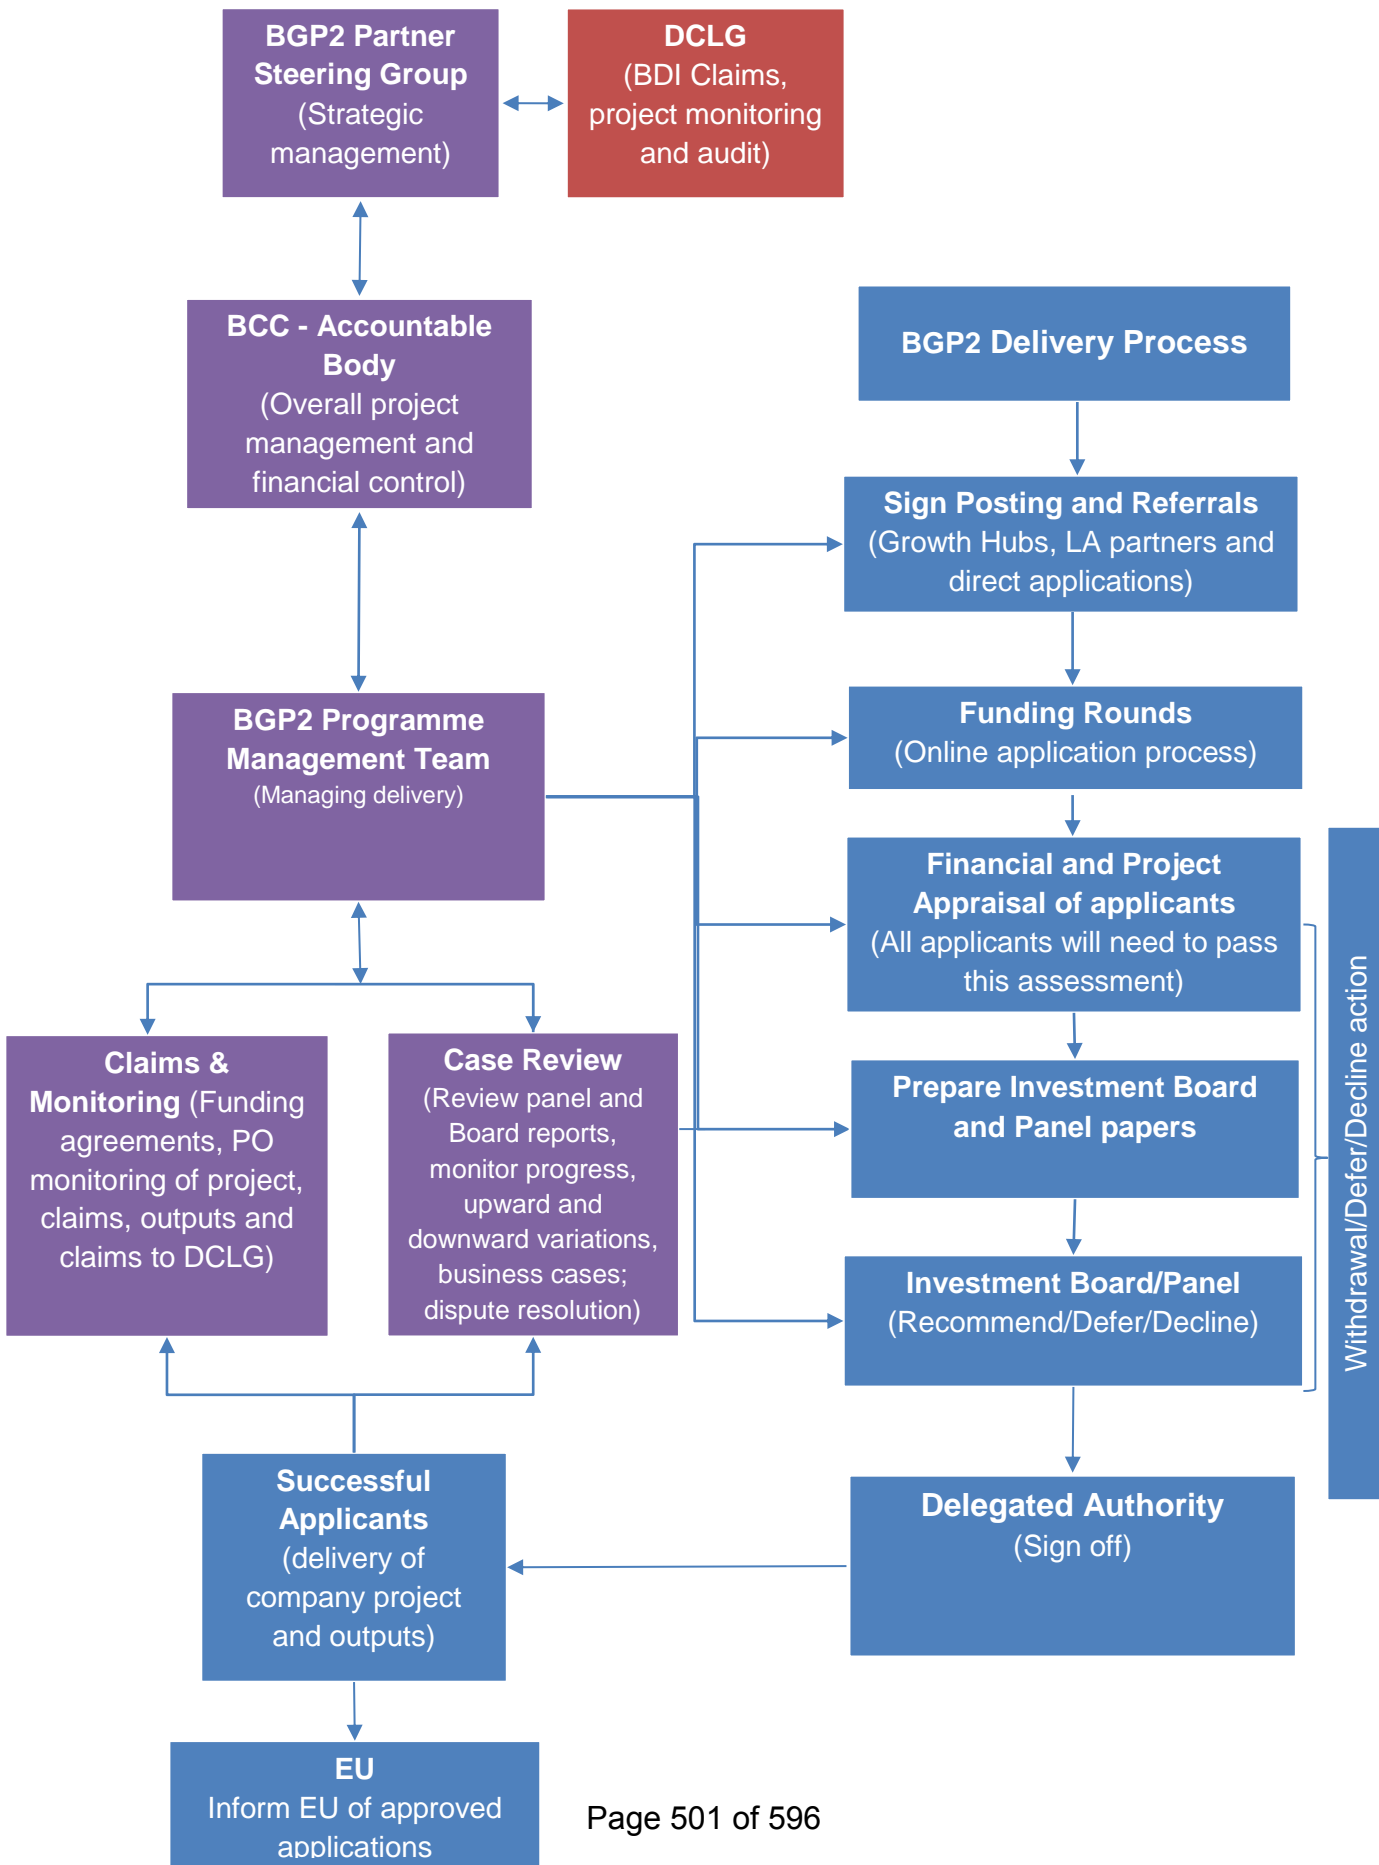 BGP2 Partner
Steering Group
(Strategic
management)
DCLG
(BDI Claims,
project monitoring
and audit)
BCC - Accountable
Body
(Overall project
management and
financial control)
BGP2 Delivery Process
Sign Posting and Referrals
(Growth Hubs, LA partners and
direct applications)
BGP2 Programme
Management Team
(Managing delivery)
Funding Rounds
(Online application process)
Financial and Project
Appraisal of applicants
(All applicants will need to pass
this assessment)
Withdrawal/Defer/Decline action
Claims &
Monitoring (Funding
agreements, PO
monitoring of project,
claims, outputs and
claims to DCLG)
Case Review
(Review panel and
Board reports,
monitor progress,
upward and
downward variations,
business cases;
dispute resolution)
Prepare Investment Board
and Panel papers
Investment Board/Panel
(Recommend/Defer/Decline)
Successful
Applicants
(delivery of
company project
and outputs)
Delegated Authority
(Sign off)
EU
Inform EU of approved
applications
Page 501 of 596